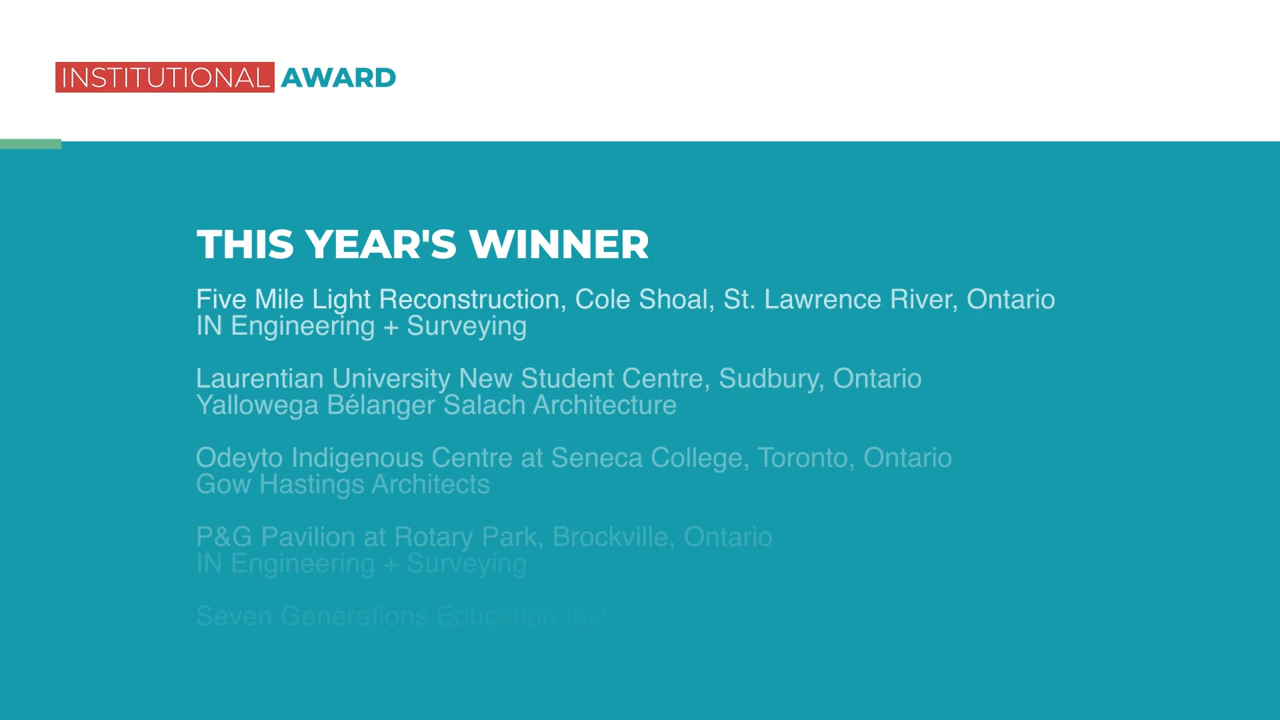 INSTITUTIONAL AWARD
THIS YEAR'S WINNER
Five Mile Light Reconstruction, Cole Shoal, St. Lawrence River, Ontario
IN Engineering + Surveying
Laurentian University New Student Centre, Sudbury, Ontario
Yallowega Bélanger Salach Architecture
Odeyto Indigenous Centre at Seneca College, Toronto, Ontario
Gow Hastings Architects
P&G Pavilion at Rotary Park, Brockville, Ontario
IN Engineering + Surveying
Seven Generations Education